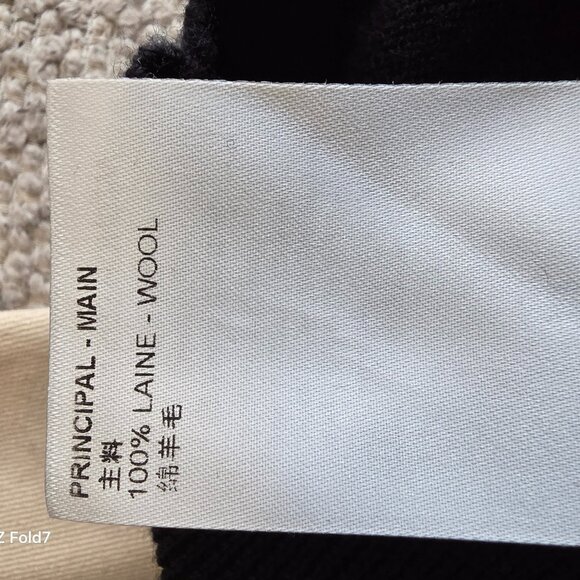 PRINCIPAL - MAIN
主料
100% LAINE - WOOL
绵羊毛
Z Fold7